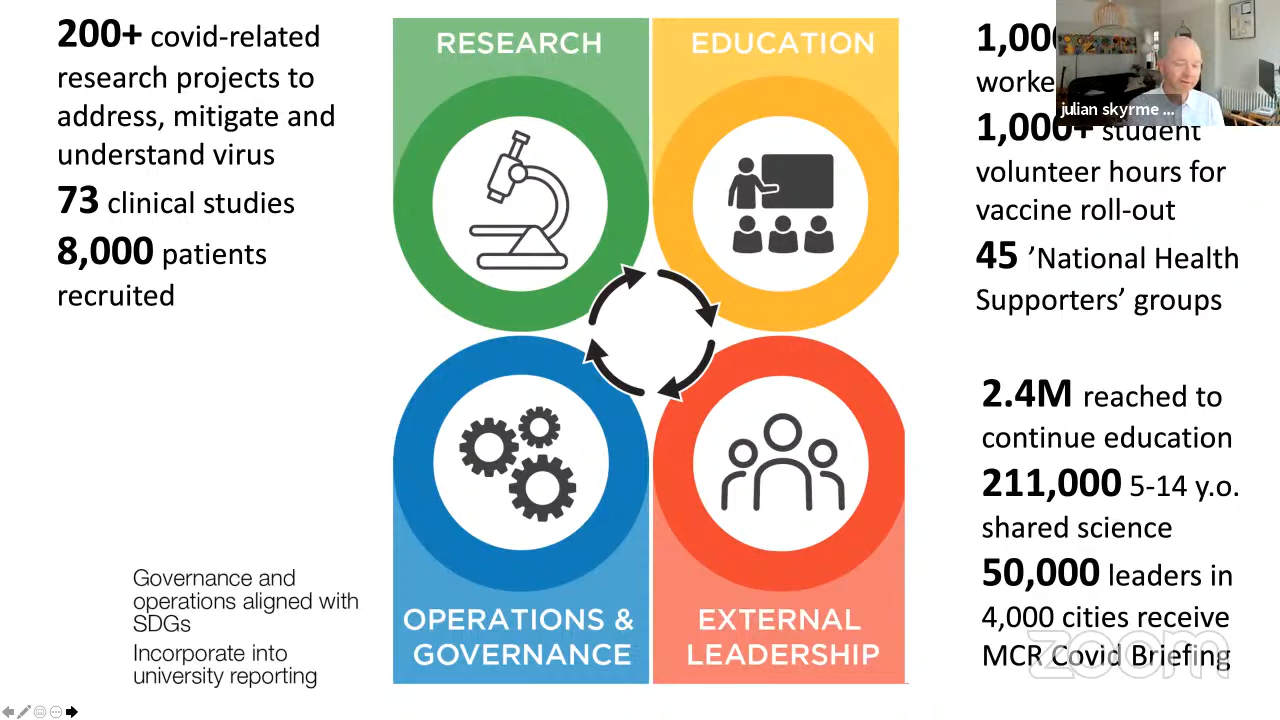 200+ covid-related
research projects to
address, mitigate and
understand virus
73 clinical studies
8,000 patients
recruited
RESEARCH
EDUCATION
julian skyrme ...
1,000+ student
volunteer hours for
vaccine roll-out
45 ’National Health
Supporters’ groups
Governance and
operations aligned with
SDGs
Incorporate into
university reporting
OPERATIONS &
GOVERNANCE
EXTERNAL
LEADERSHIP
2.4M reached to
continue education
211,000 5-14 y.o.
shared science
50,000 leaders in
4,000 cities receive
MCR Covid Briefing
zoom